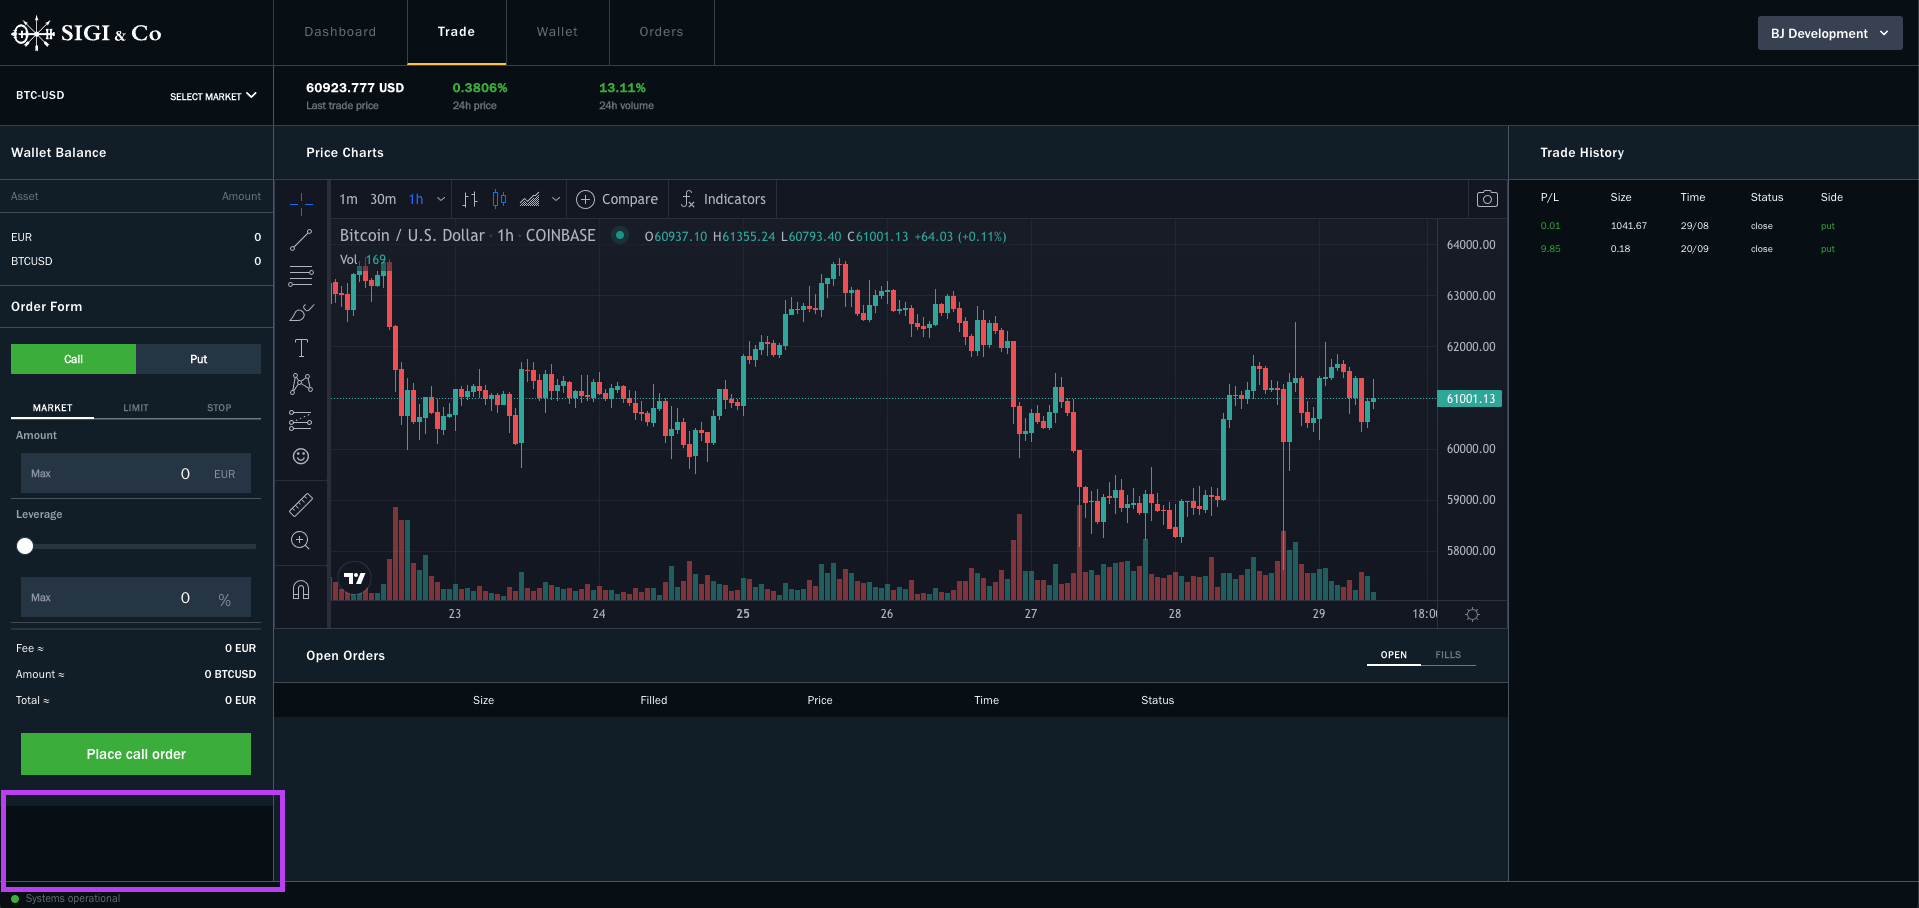 SIGI & Co
Dashboard
Trade
Wallet
Orders
BJ Development
BTC-USD
SELECT MARKET
60923.777 USD
Last trade price
0.3806%
24h price
13.11%
24h volume
Wallet Balance
Asset Amount
EUR 0
BTCUSD 0
Order Form
Call Put
MARKET LIMIT STOP
Amount
Max 0 EUR
Leverage
Max 0 %
Fee ≈ 0 EUR
Amount ≈ 0 BTCUSD
Total ≈ 0 EUR
Place call order
Price Charts
1m 30m 1h Compare Indicators
Bitcoin / U.S. Dollar · 1h · COINBASE O60937.10 H61355.24 L60793.40 C61001.13 +64.03 (+0.11%)
Vol 169
64000.00
63000.00
62000.00
61001.13
60000.00
59000.00
58000.00
23 24 25 26 27 28 29
Open Orders
OPEN FILLS
Size Filled Price Time Status
Trade History
P/L Size Time Status Side
0.01 1041.67 29/08 close put
9.85 0.18 20/09 close put
Systems operational